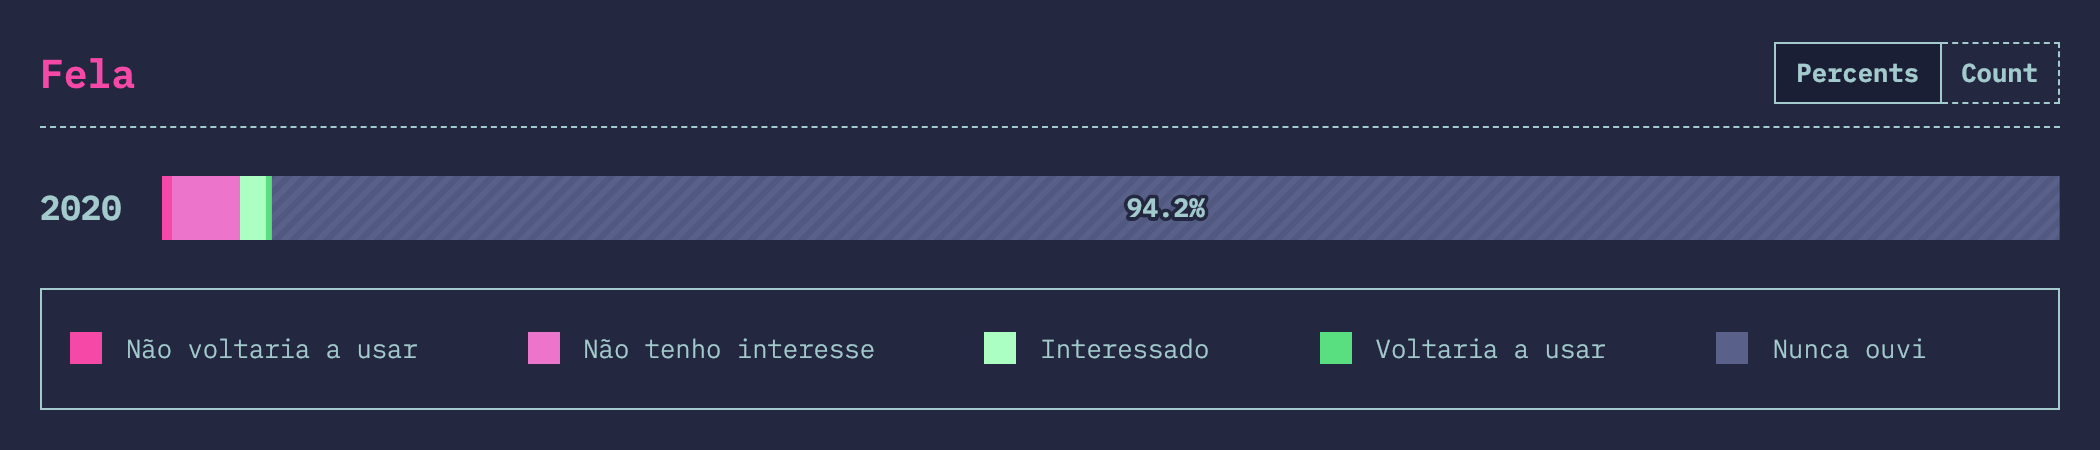 Fela
Percents Count
2020 94.2%
Não voltaria a usar Não tenho interesse Interessado Voltaria a usar Nunca ouvi